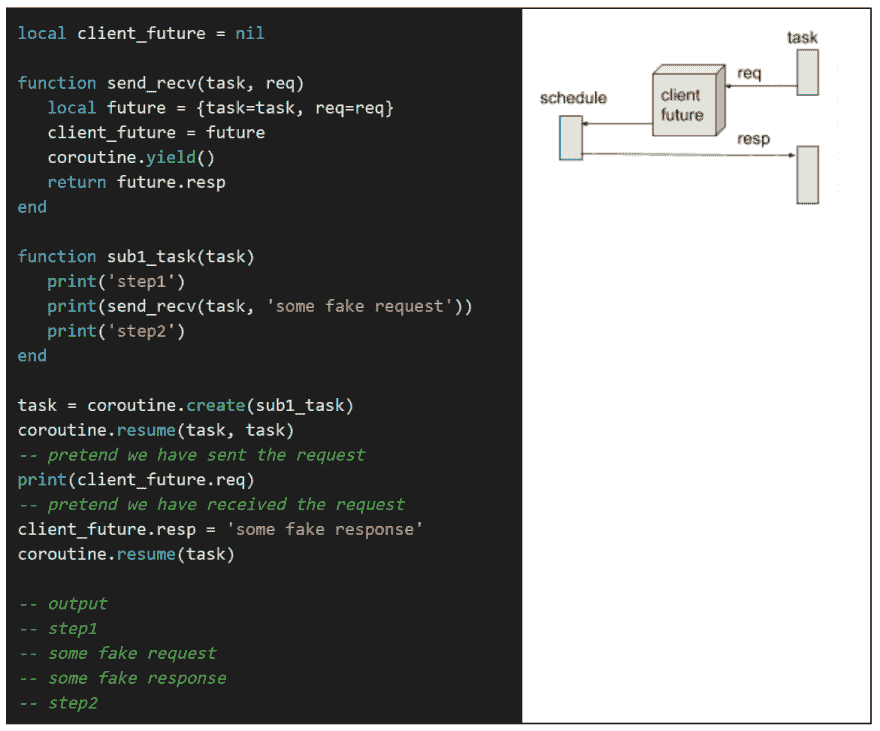 local client_future = nil
function send_recv(task, req)
local future = {task=task, req=req}
client_future = future
coroutine.yield()
return future.resp
end
function sub1_task(task)
print('step1')
print(send_recv(task, 'some fake request'))
print('step2')
end
task = coroutine.create(sub1_task)
coroutine.resume(task, task)
-- pretend we have sent the request
print(client_future.req)
-- pretend we have received the request
client_future.resp = 'some fake response'
coroutine.resume(task)
-- output
-- step1
-- some fake request
-- some fake response
-- step2
task
req
client
future
schedule
resp